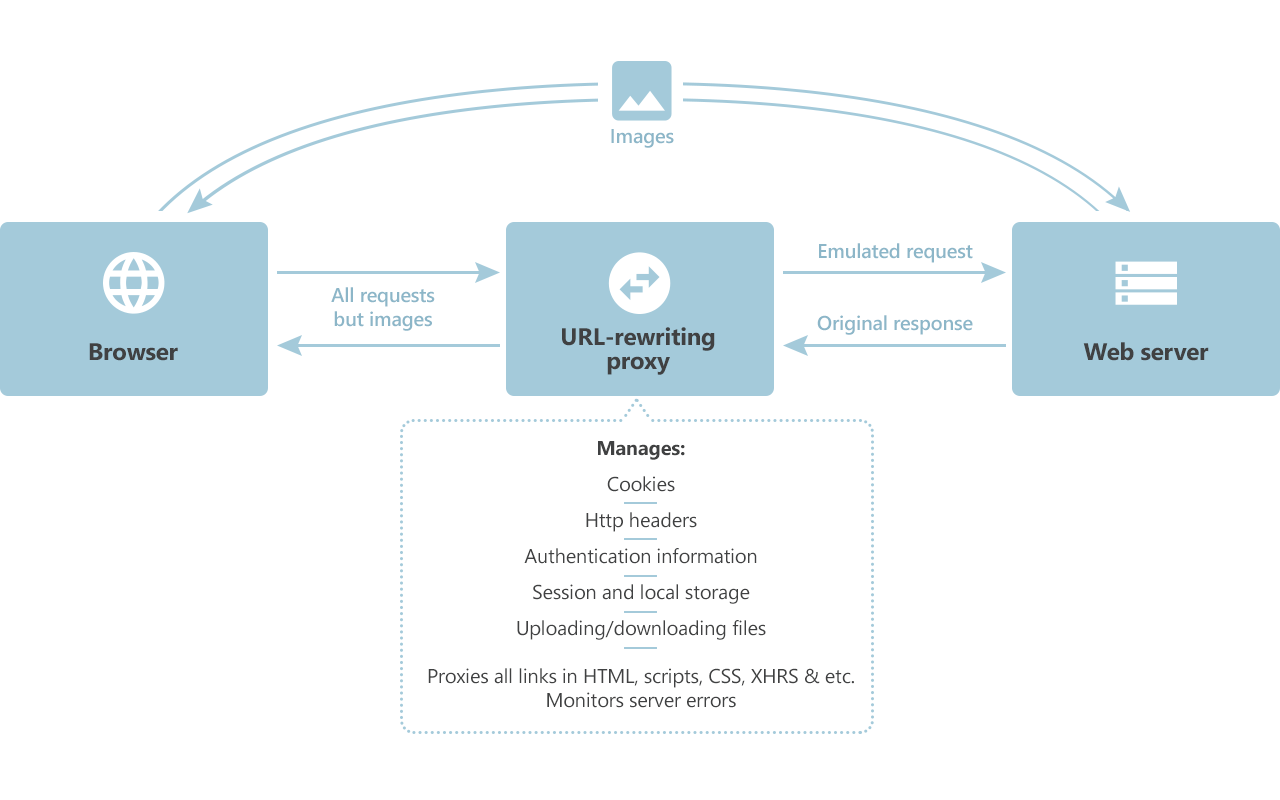 Images
Emulated request
All requests
but images
Original response
Browser
URL-rewriting
proxy
Web server
Manages:
Cookies
Http headers
Authentication information
Session and local storage
Uploading/downloading files
Proxies all links in HTML, scripts, CSS, XHRS & etc.
Monitors server errors